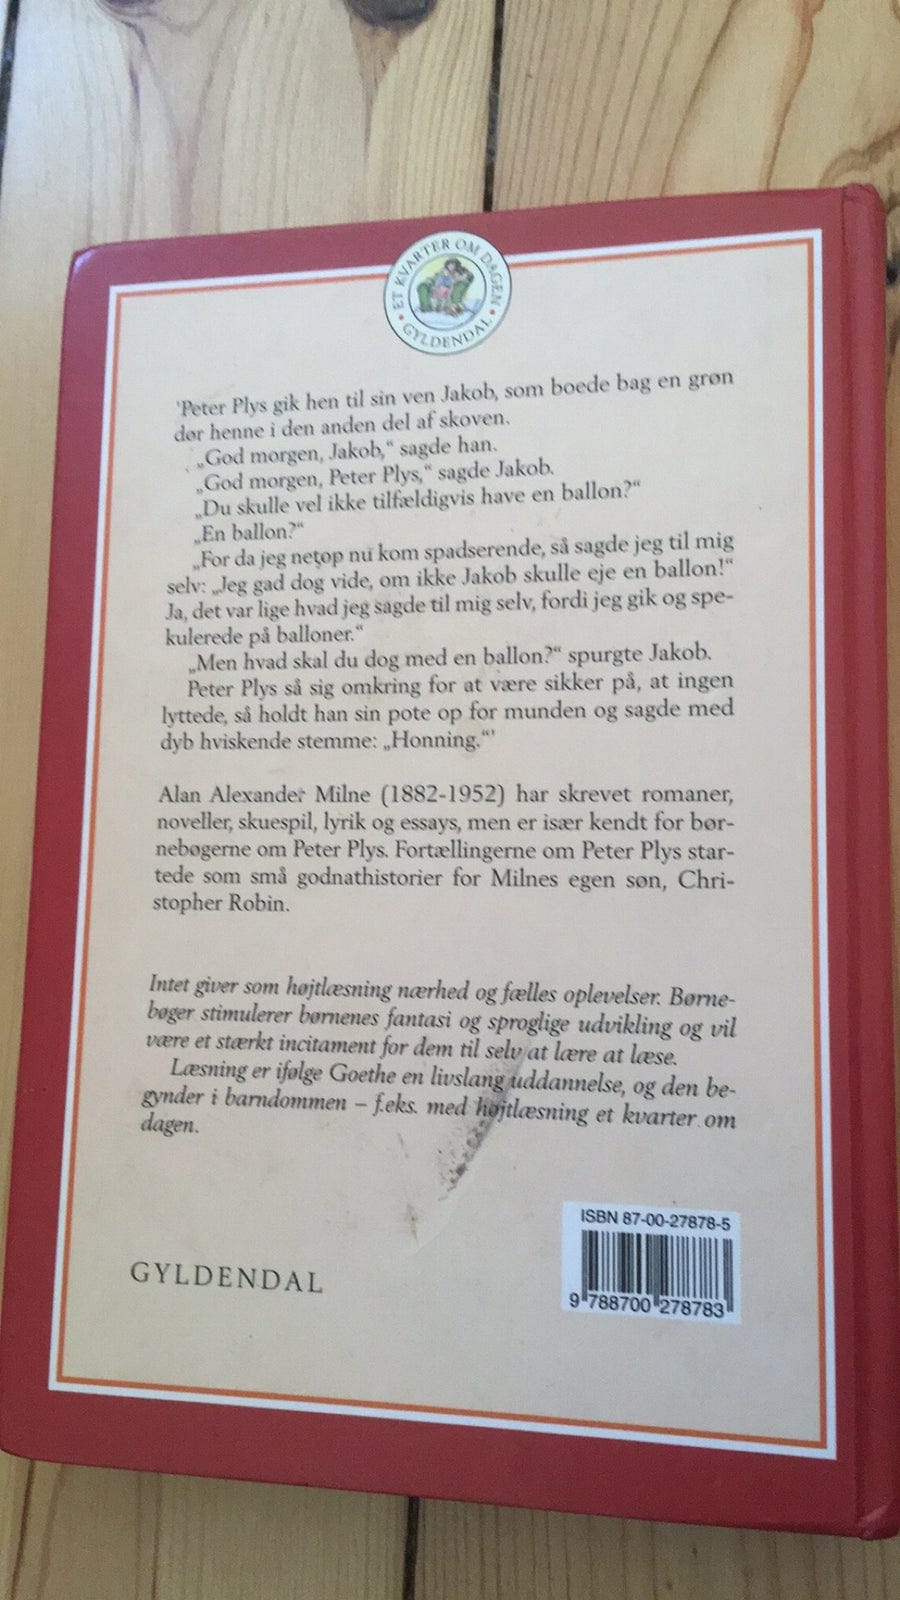 ET KVARTER OM DAGEN
• GYLDENDAL •
'Peter Plys gik hen til sin ven Jakob, som boede bag en grøn
dør henne i den anden del af skoven.
„God morgen, Jakob,“ sagde han.
„God morgen, Peter Plys,“ sagde Jakob.
„Du skulle vel ikke tilfældigvis have en ballon?“
„En ballon?“
„For da jeg netop nu kom spadserende, så sagde jeg til mig
selv: „Jeg gad dog vide, om ikke Jakob skulle eje en ballon!“
Ja, det var lige hvad jeg sagde til mig selv, fordi jeg gik og spe-
kulerede på balloner.“
„Men hvad skal du dog med en ballon?“ spurgte Jakob.
Peter Plys så sig omkring for at være sikker på, at ingen
lyttede, så holdt han sin pote op for munden og sagde med
dyb hviskende stemme: „Honning.“'
Alan Alexander Milne (1882-1952) har skrevet romaner,
noveller, skuespil, lyrik og essays, men er især kendt for bør-
nebøgerne om Peter Plys. Fortællingerne om Peter Plys star-
tede som små godnathistorier for Milnes egen søn, Chri-
stopher Robin.
Intet giver som højtlæsning nærhed og fælles oplevelser. Børne-
bøger stimulerer børnenes fantasi og sproglige udvikling og vil
være et stærkt incitament for dem til selv at lære at læse.
Læsning er ifølge Goethe en livslang uddannelse, og den be-
gynder i barndommen – f.eks. med højtlæsning et kvarter om
dagen.
ISBN 87-00-27878-5
9 788700 278783
GYLDENDAL